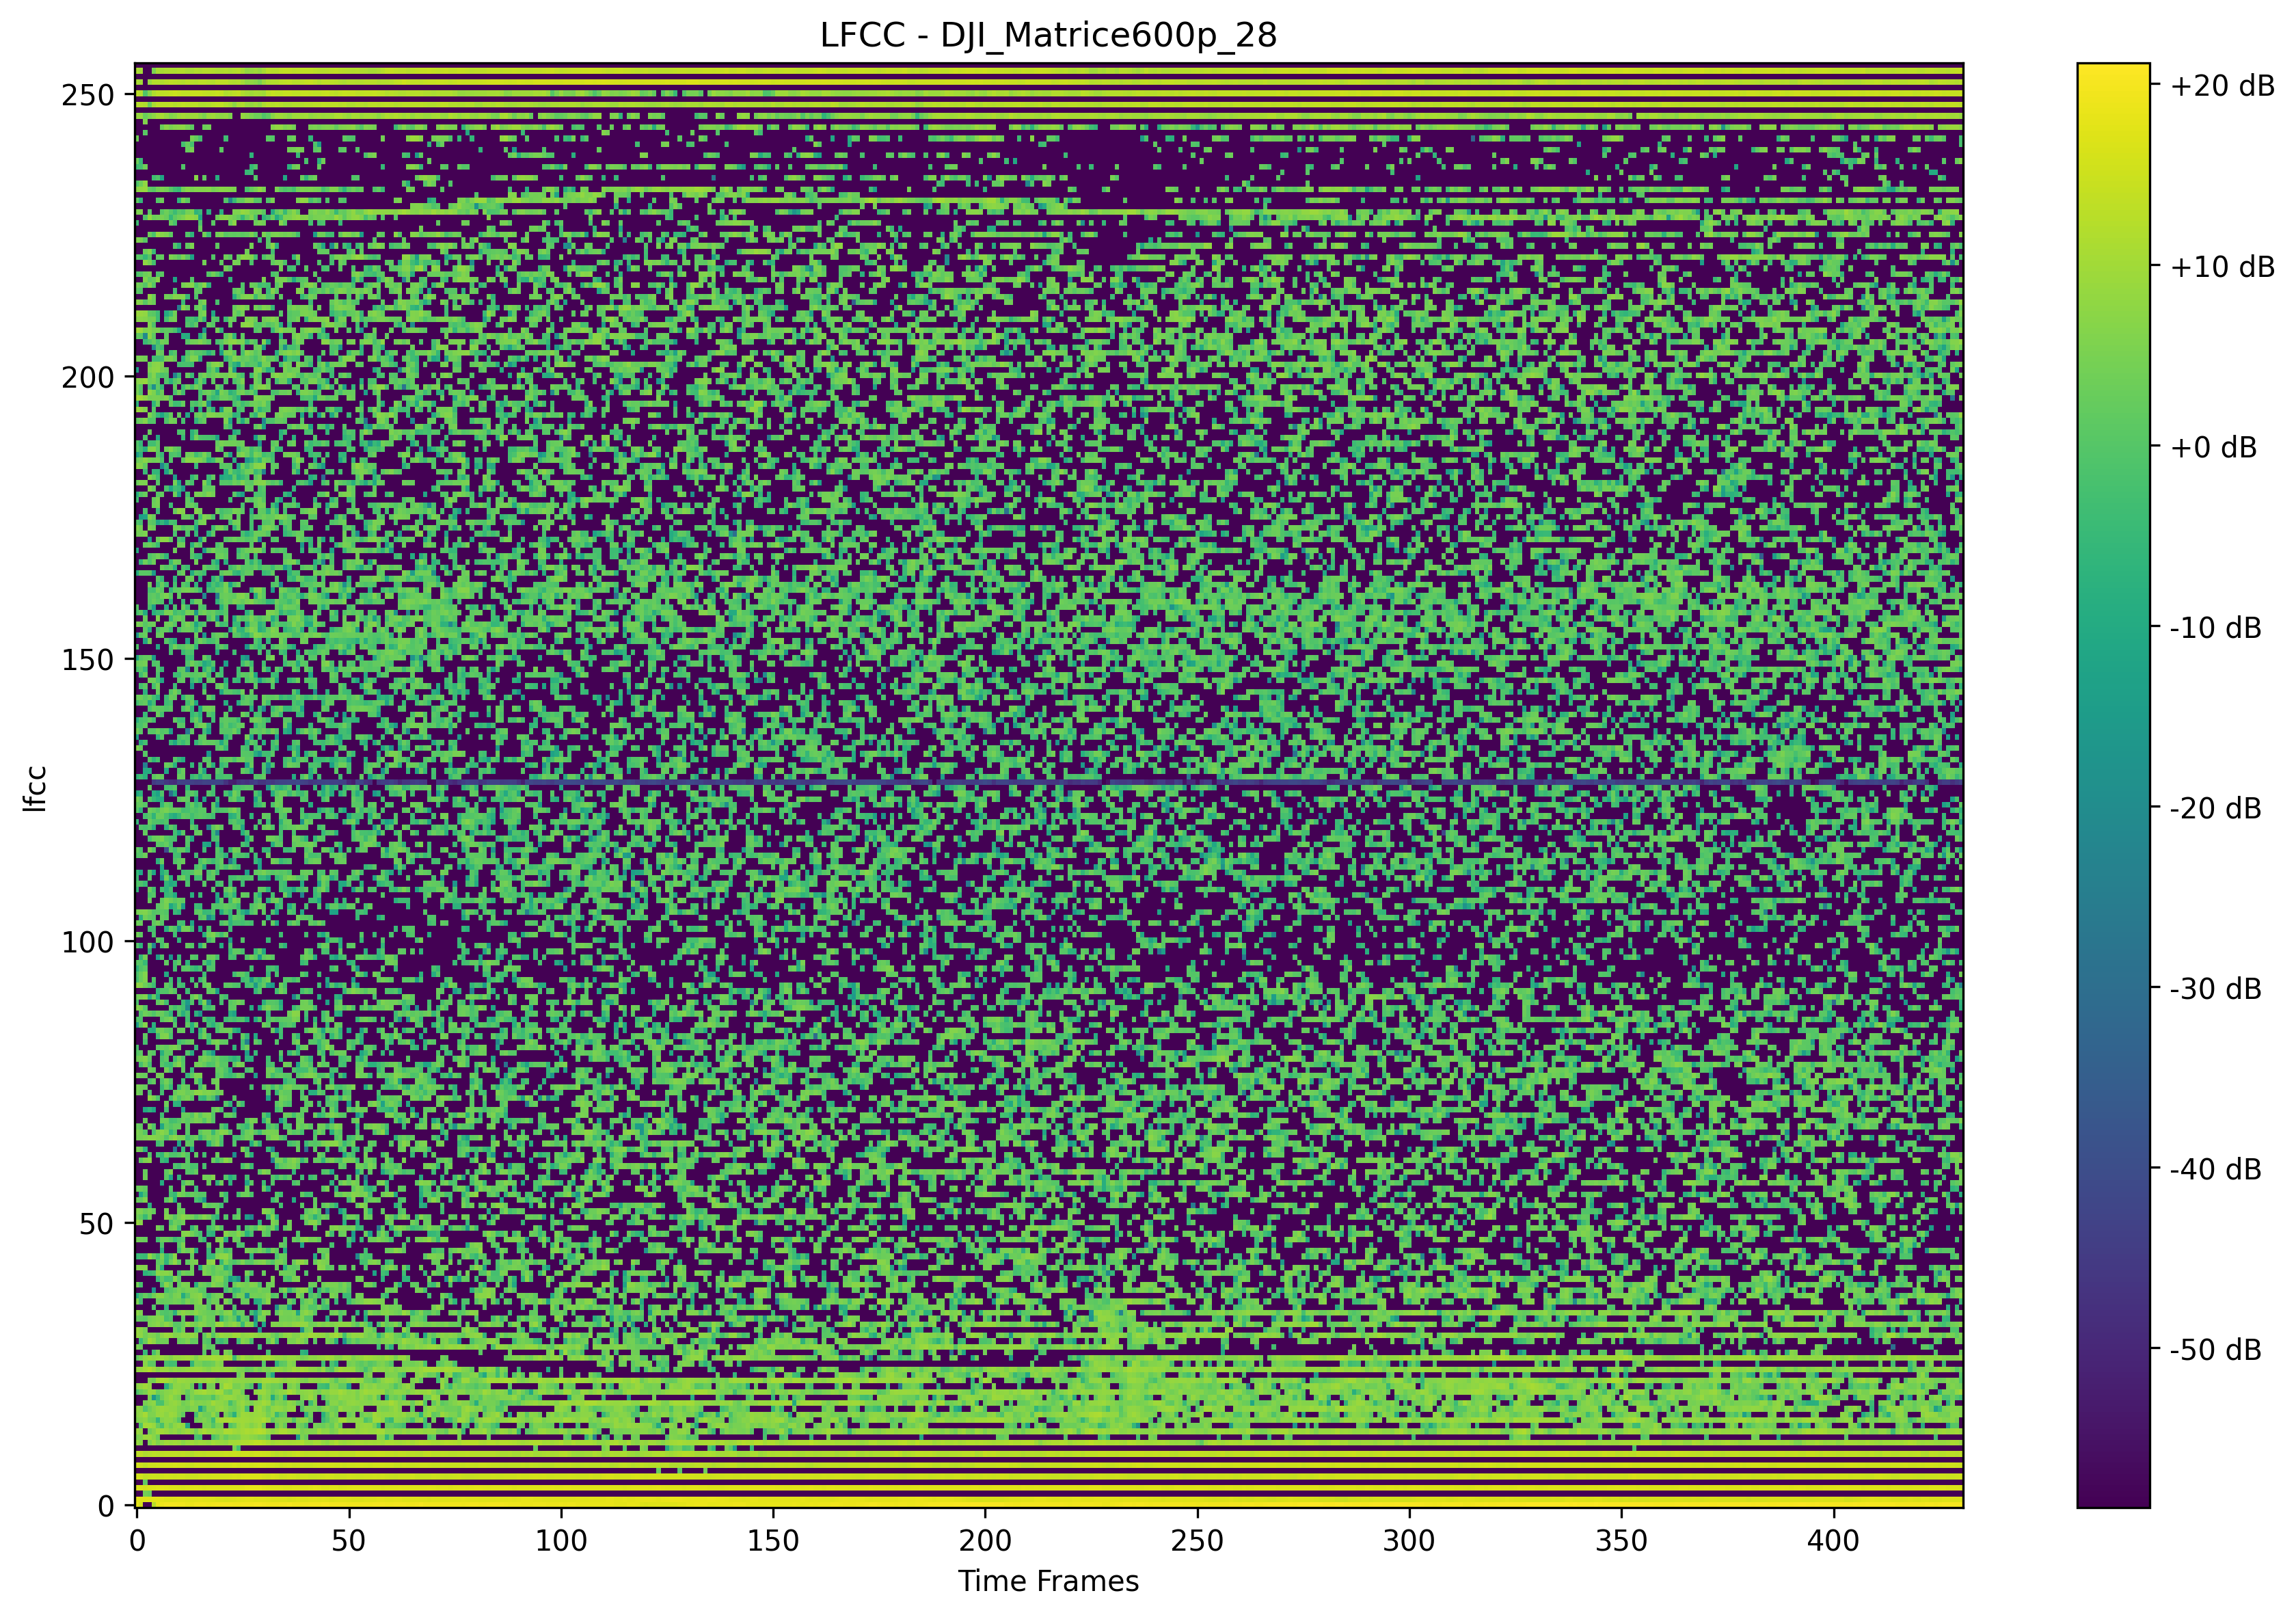 LFCC - DJI_Matrice600p_28
250
200
150
100
50
0
lfcc
0 50 100 150 200 250 300 350 400
Time Frames
+20 dB
+10 dB
+0 dB
-10 dB
-20 dB
-30 dB
-40 dB
-50 dB